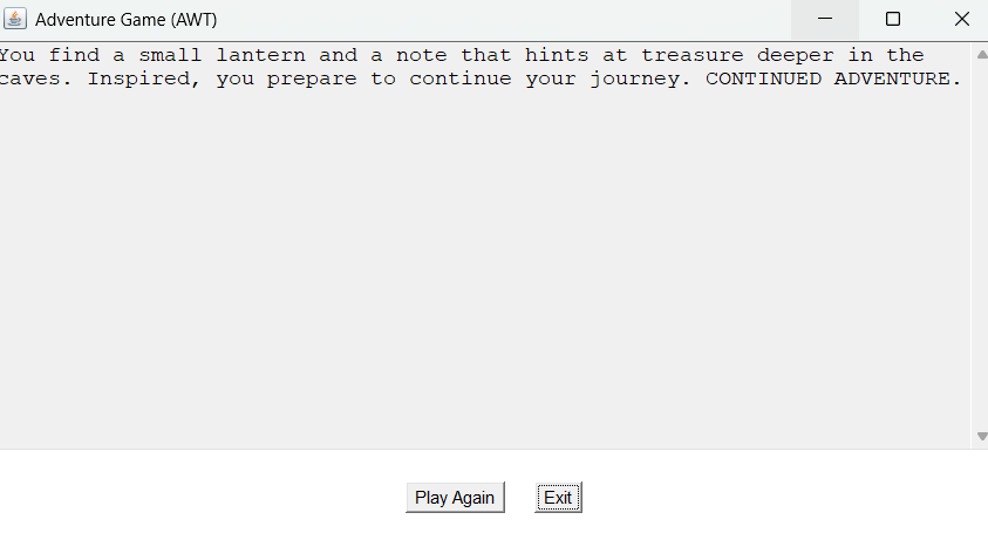 Adventure Game (AWT)
You find a small lantern and a note that hints at treasure deeper in the
caves. Inspired, you prepare to continue your journey. CONTINUED ADVENTURE.
Play Again
Exit